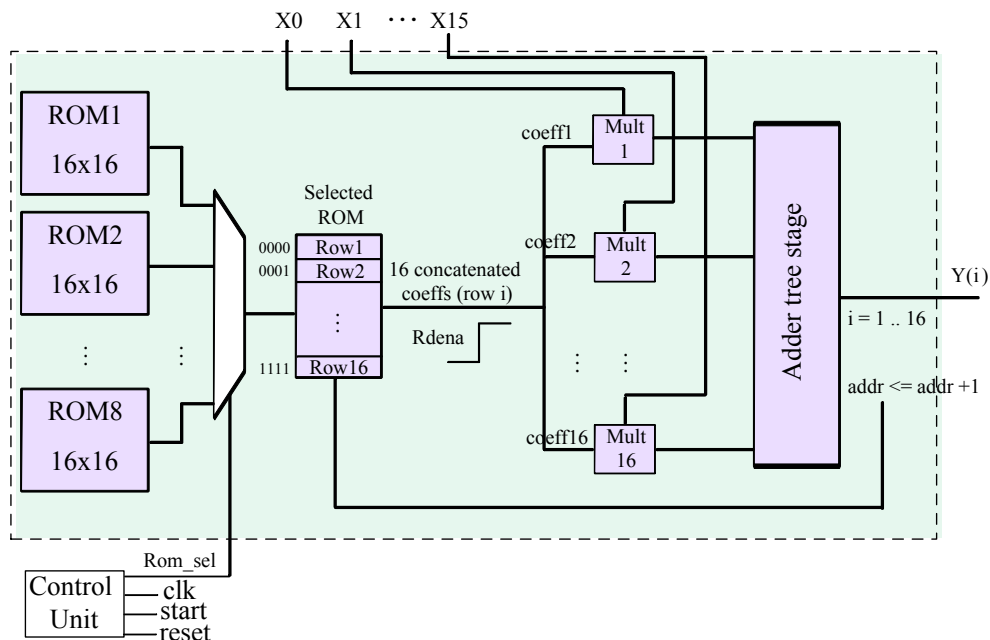 X0 X1 ··· X15
ROM1
16x16
ROM2
16x16
⋮ ⋮
ROM8
16x16
Selected
ROM
0000 Row1
0001 Row2
⋮
1111 Row16
16 concatenated
coeffs (row i)
Rdena
coeff1
Mult
1
coeff2
Mult
2
⋮ ⋮
coeff16
Mult
16
Adder tree stage
Y(i)
i = 1 .. 16
addr <= addr +1
Rom_sel
Control
Unit
clk
start
reset